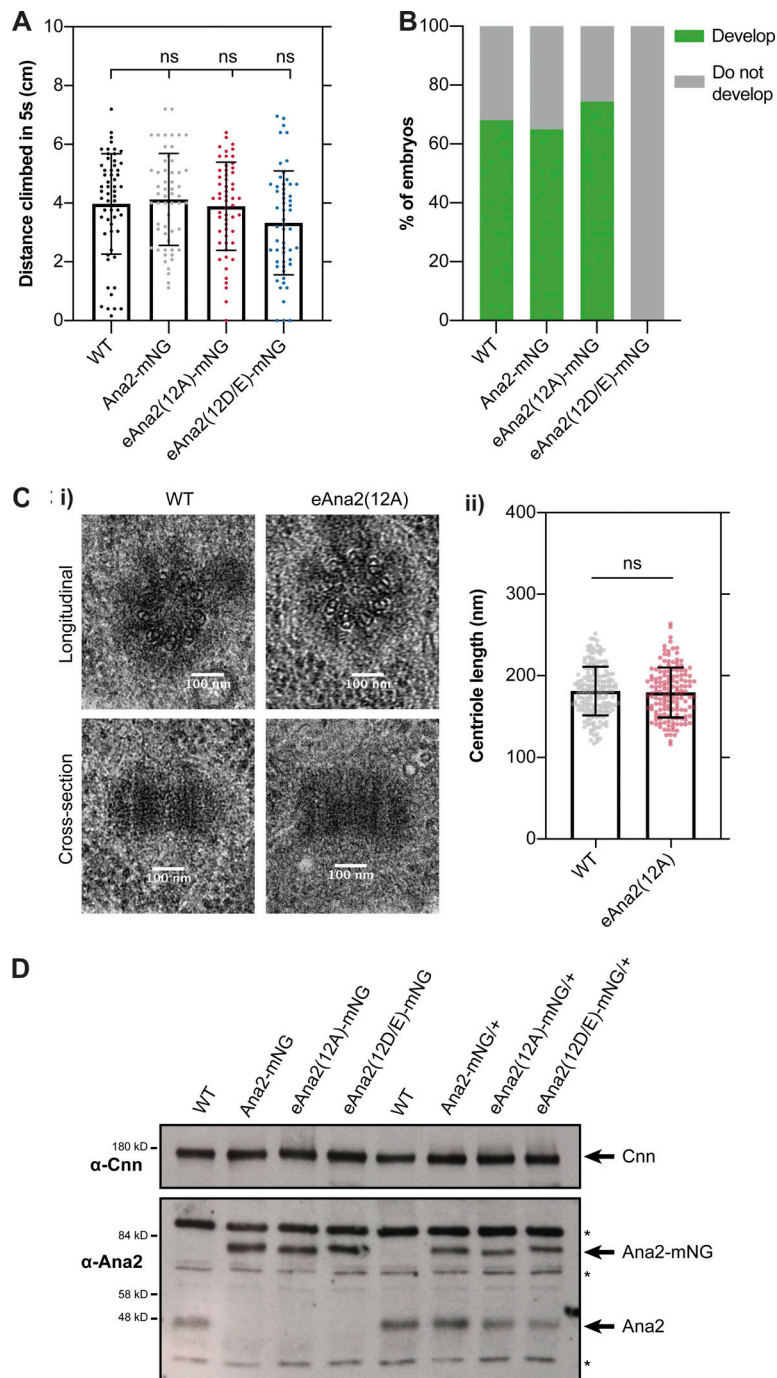 A
Distance climbed in 5s (cm)
10
8
6
4
2
0
ns
ns
ns
WT
Ana2-mNG
eAna2(12A)-mNG
eAna2(12D/E)-mNG
B
% of embryos
100
80
60
40
20
0
Develop
Do not
develop
WT
Ana2-mNG
eAna2(12A)-mNG
eAna2(12D/E)-mNG
C
i)
WT
eAna2(12A)
Longitudinal
Cross-section
100 nm
100 nm
100 nm
100 nm
ii)
Centriole length (nm)
400
300
200
100
0
ns
WT
eAna2(12A)
D
WT
Ana2-mNG
eAna2(12A)-mNG
eAna2(12D/E)-mNG
WT
Ana2-mNG/+
eAna2(12A)-mNG/+
eAna2(12D/E)-mNG/+
180 kD
α-Cnn
Cnn
84 kD
*
Ana2-mNG
α-Ana2
*
58 kD
48 kD
Ana2
*